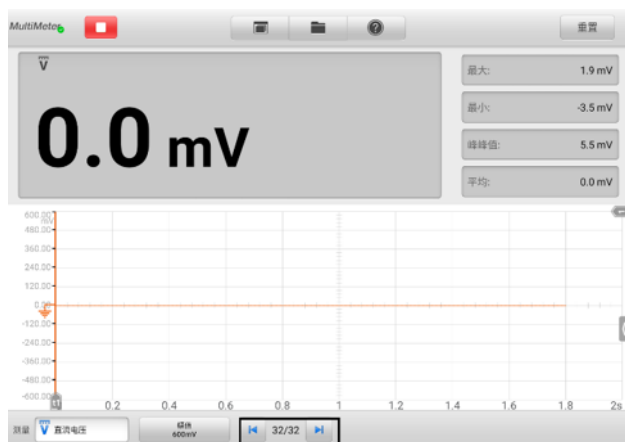 MultiMeter
重置
V
0.0 mV
最大: 1.9 mV
最小: -3.5 mV
峰峰值: 5.5 mV
平均: 0.0 mV
600.00
mV
480.00
360.00
240.00
120.00
0.00
-120.00
-240.00
-360.00
-480.00
-600.00
0.2 0.4 0.6 0.8 1 1.2 1.4 1.6 1.8 2s
测量 V 直流电压
600mV
32/32